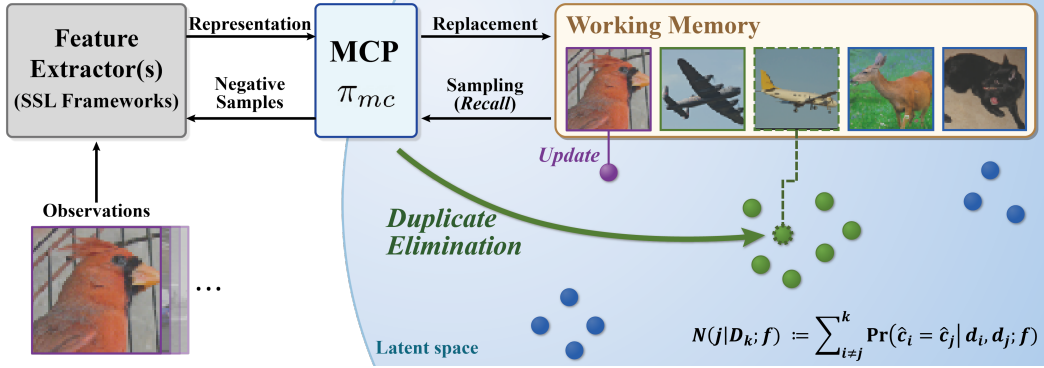 Feature
Extractor(s)
(SSL Frameworks)
Representation
Negative
Samples
MCP
π_mc
Replacement
Sampling
(Recall)
Working Memory
Update
Observations
...
Duplicate
Elimination
Latent space
N(j|D_k; f) := ∑_{i≠j}^{k} Pr(ĉ_i = ĉ_j | d_i, d_j; f)